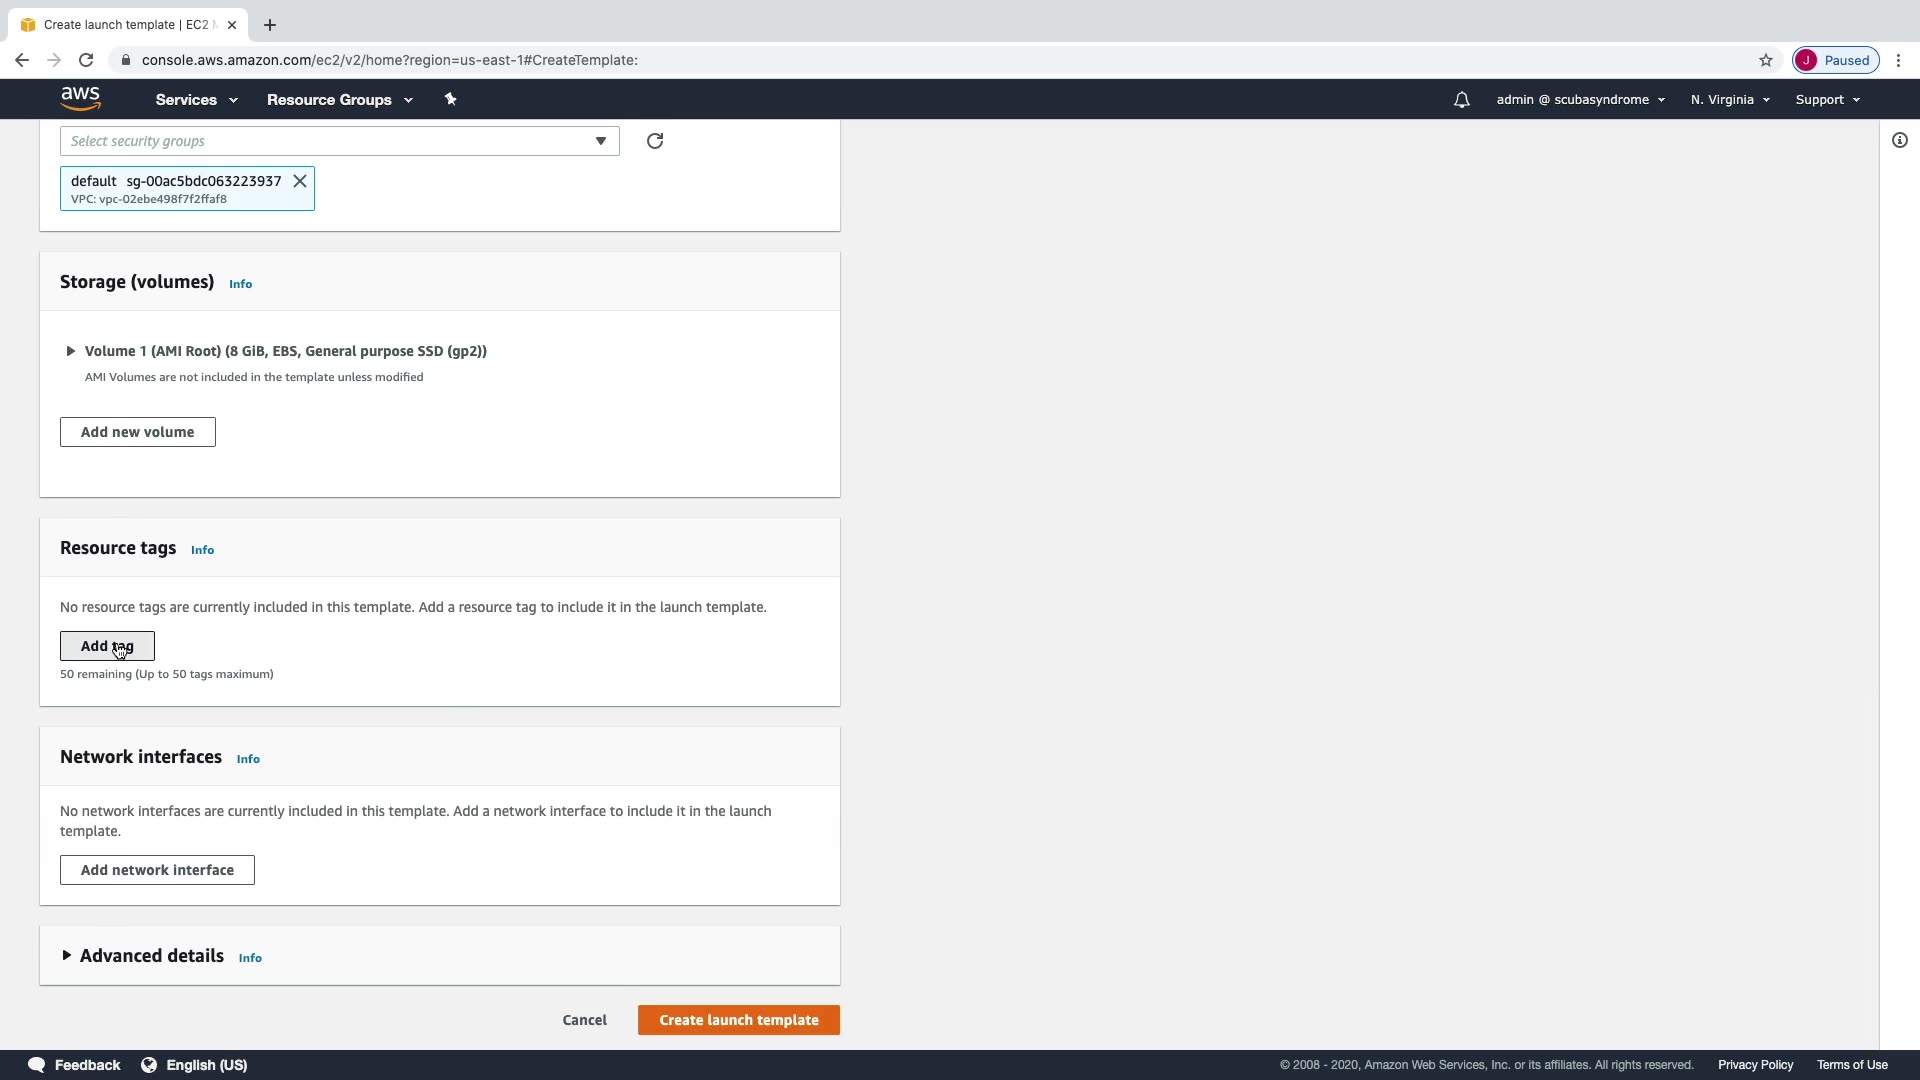 Create launch template | EC2 M
console.aws.amazon.com/ec2/v2/home?region=us-east-1#CreateTemplate:
J
Paused
aws
Services
Resource Groups
admin @ scubasyndrome
N. Virginia
Support
Select security groups
default sg-00ac5bdc063223937
VPC: vpc-02ebe498f7f2ffaf8
Storage (volumes) Info
Volume 1 (AMI Root) (8 GiB, EBS, General purpose SSD (gp2))
AMI Volumes are not included in the template unless modified
Add new volume
Resource tags Info
No resource tags are currently included in this template. Add a resource tag to include it in the launch template.
Add tag
50 remaining (Up to 50 tags maximum)
Network interfaces Info
No network interfaces are currently included in this template. Add a network interface to include it in the launch
template.
Add network interface
Advanced details Info
Cancel
Create launch template
Feedback
English (US)
© 2008 - 2020, Amazon Web Services, Inc. or its affiliates. All rights reserved.
Privacy Policy
Terms of Use